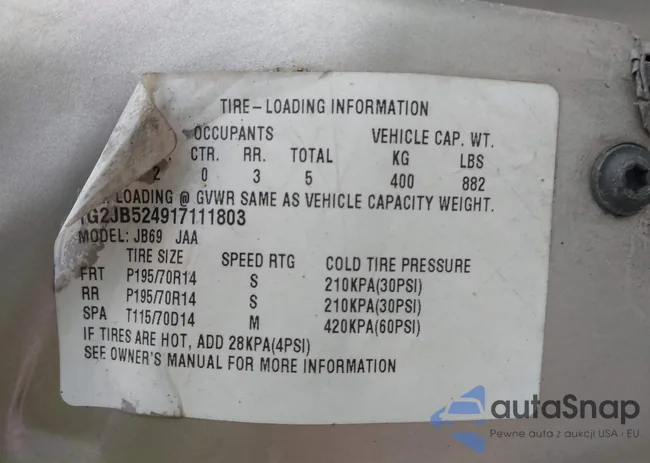 TIRE-LOADING INFORMATION
OCCUPANTS VEHICLE CAP. WT.
CTR. RR. TOTAL KG LBS
2 0 3 5 400 882
LOADING @ GVWR SAME AS VEHICLE CAPACITY WEIGHT.
1G2JB524917111803
MODEL: JB69 JAA
TIRE SIZE SPEED RTG COLD TIRE PRESSURE
FRT P195/70R14 S 210KPA(30PSI)
RR P195/70R14 S 210KPA(30PSI)
SPA T115/70D14 M 420KPA(60PSI)
IF TIRES ARE HOT, ADD 28KPA(4PSI)
SEE OWNER'S MANUAL FOR MORE INFORMATION
autaSnap
Pewne auta z aukcji USA · EU